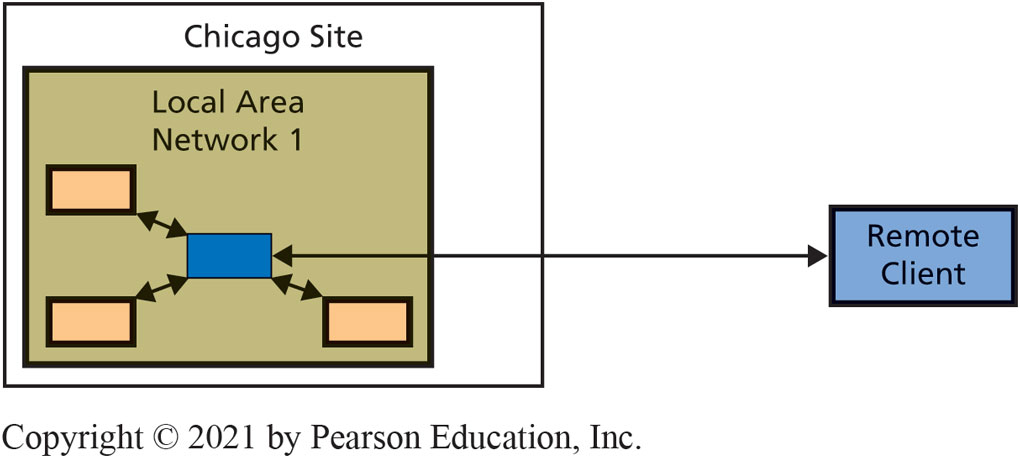 Chicago Site
Local Area
Network 1
Remote
Client
Copyright © 2021 by Pearson Education, Inc.